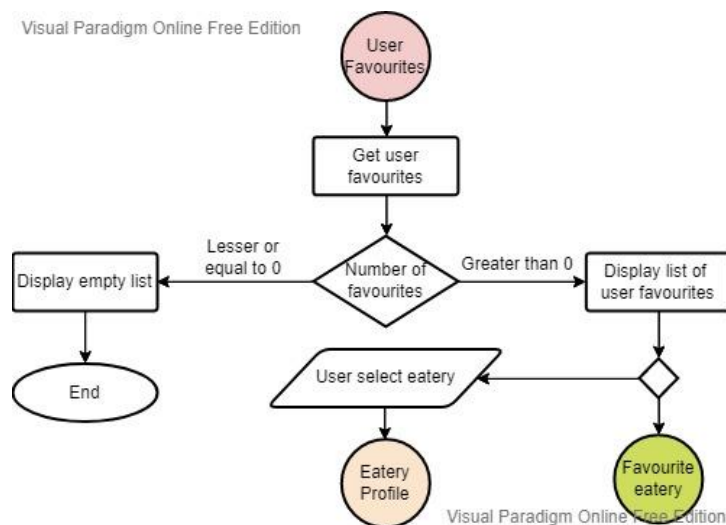 Visual Paradigm Online Free Edition
User
Favourites
Get user
favourites
Lesser or
equal to 0
Number of
favourites
Greater than 0
Display empty list
Display list of
user favourites
User select eatery
End
Eatery
Profile
Favourite
eatery
Visual Paradigm Online Free Edition